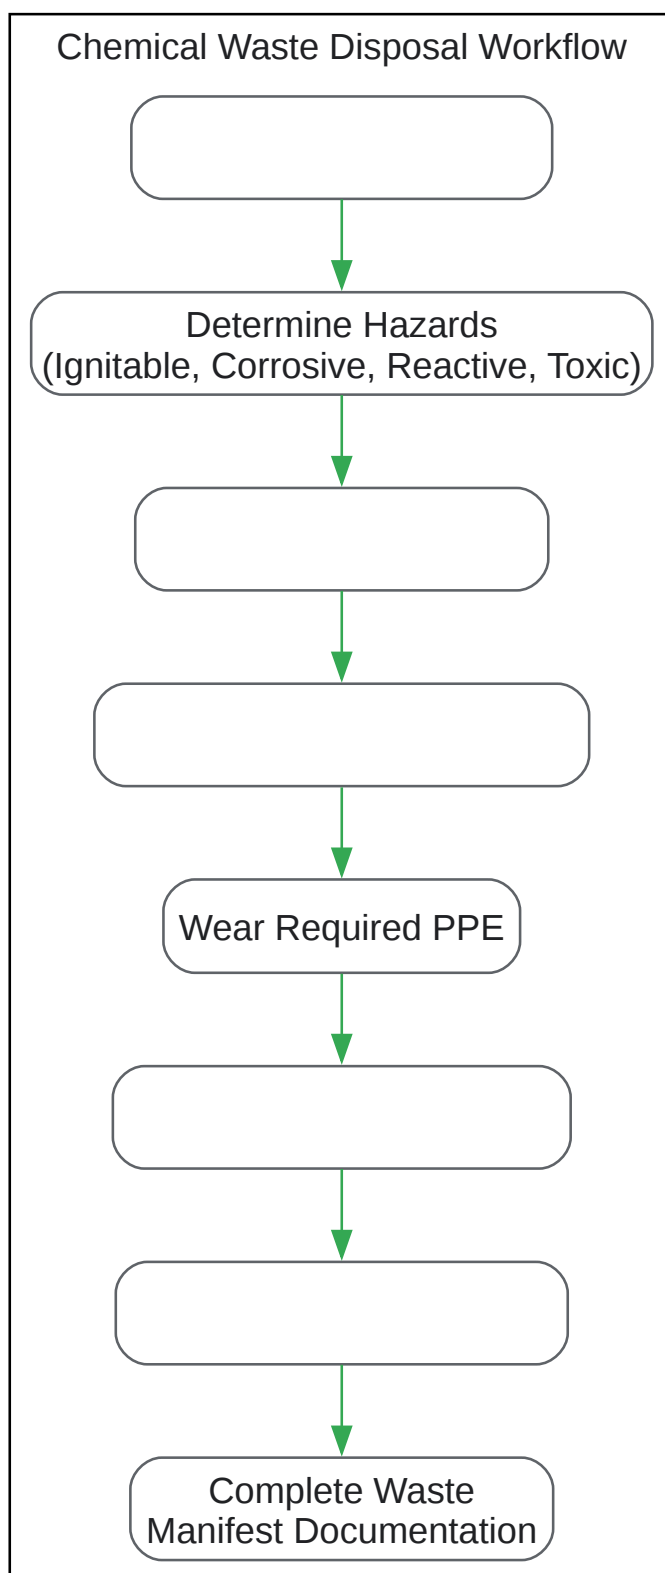 Chemical Waste Disposal Workflow
Determine Hazards
(Ignitable, Corrosive, Reactive, Toxic)
Wear Required PPE
Complete Waste
Manifest Documentation